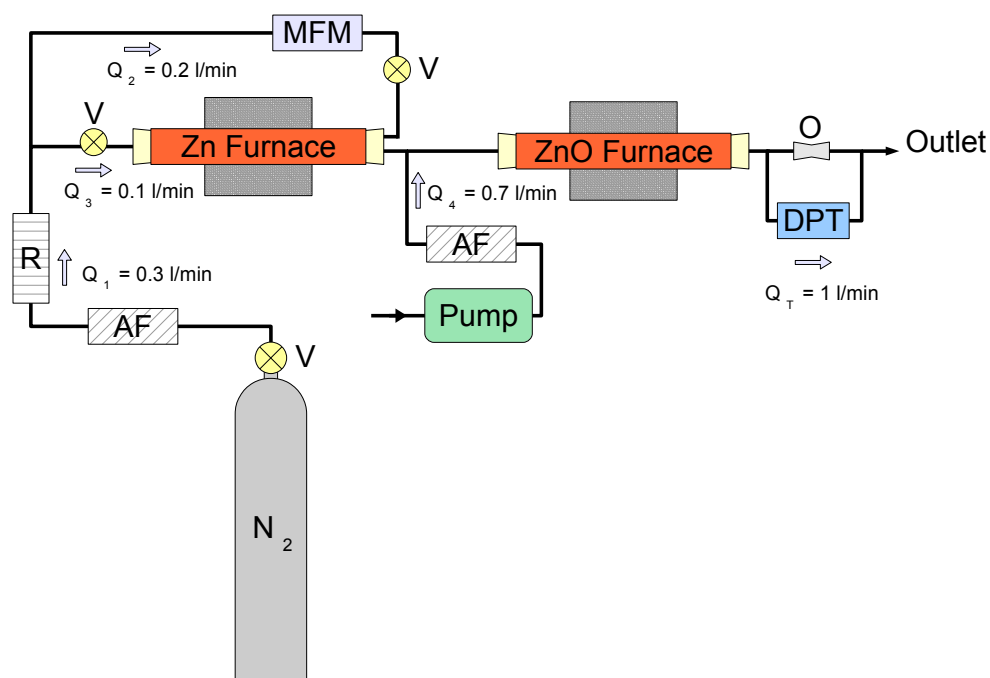 MFM
Q 2 = 0.2 l/min
V
V
Zn Furnace
ZnO Furnace
O
Outlet
Q 3 = 0.1 l/min
Q 4 = 0.7 l/min
DPT
R
AF
Q 1 = 0.3 l/min
Q T = 1 l/min
Pump
AF
V
N 2